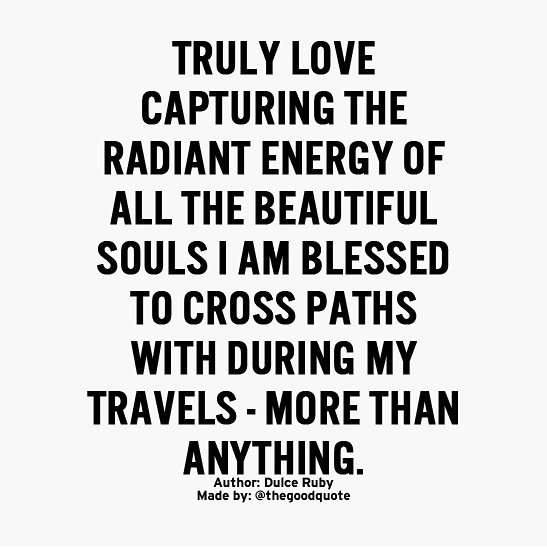 TRULY LOVE
CAPTURING THE
RADIANT ENERGY OF
ALL THE BEAUTIFUL
SOULS I AM BLESSED
TO CROSS PATHS
WITH DURING MY
TRAVELS - MORE THAN
ANYTHING.
Author: Dulce Ruby
Made by: @thegoodquote